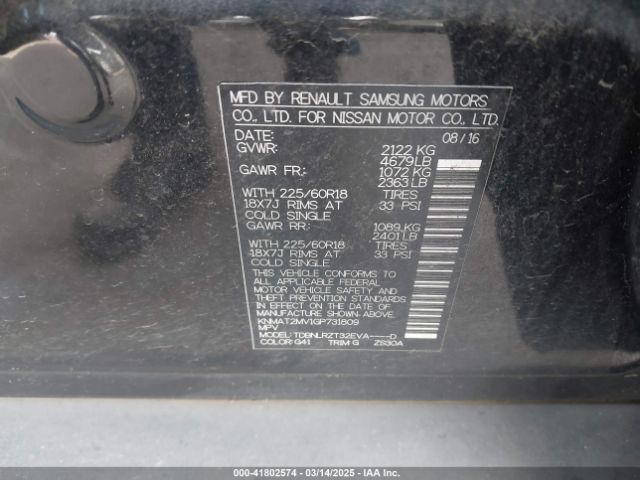 MFD BY RENAULT SAMSUNG MOTORS
CO., LTD. FOR NISSAN MOTOR CO., LTD.
DATE: 08/16
GVWR: 2122 KG
4679LB
GAWR FR: 1072 KG
2363LB
WITH 225/60R18 TIRES
18X7J RIMS AT 33 PSI
COLD SINGLE
GAWR RR: 1089 KG
2401LB
WITH 225/60R18 TIRES
18X7J RIMS AT 33 PSI
COLD SINGLE
THIS VEHICLE CONFORMS TO
ALL APPLICABLE FEDERAL
MOTOR VEHICLE SAFETY AND
THEFT PREVENTION STANDARDS
IN EFFECT ON THE DATE OF
MANUFACTURE SHOWN ABOVE.
KNMAT2MV1GP731809
MPV
MODEL: TDBNLRZT32EVA----D
COLOR: G41 TRIM: G ZS30A
000-41802574 - 03/14/2025 - IAA Inc.